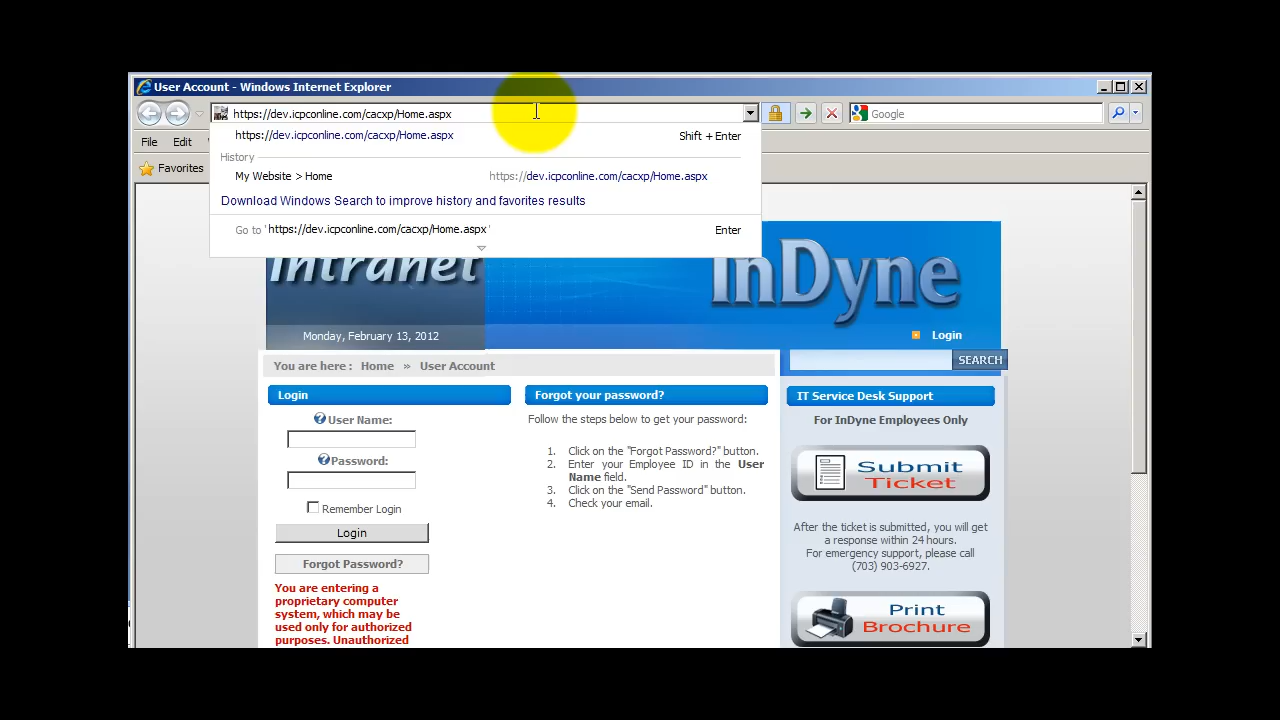 User Account - Windows Internet Explorer
https://dev.icpconline.com/cacxp/Home.aspx
Google
https://dev.icpconline.com/cacxp/Home.aspx Shift + Enter
File Edit
History
Favorites
My Website > Home https://dev.icpconline.com/cacxp/Home.aspx
Download Windows Search to improve history and favorites results
Go to 'https://dev.icpconline.com/cacxp/Home.aspx' Enter
Intranet
InDyne
Monday, February 13, 2012
Login
You are here : Home » User Account
SEARCH
Login
User Name:
Password:
Remember Login
Login
Forgot Password?
You are entering a
proprietary computer
system, which may be
used only for authorized
purposes. Unauthorized
Forgot your password?
Follow the steps below to get your password:
1. Click on the "Forgot Password?" button.
2. Enter your Employee ID in the User
Name field.
3. Click on the "Send Password" button.
4. Check your email.
IT Service Desk Support
For InDyne Employees Only
Submit
Ticket
After the ticket is submitted, you will get
a response within 24 hours.
For emergency support, please call
(703) 903-6927.
Print
Brochure